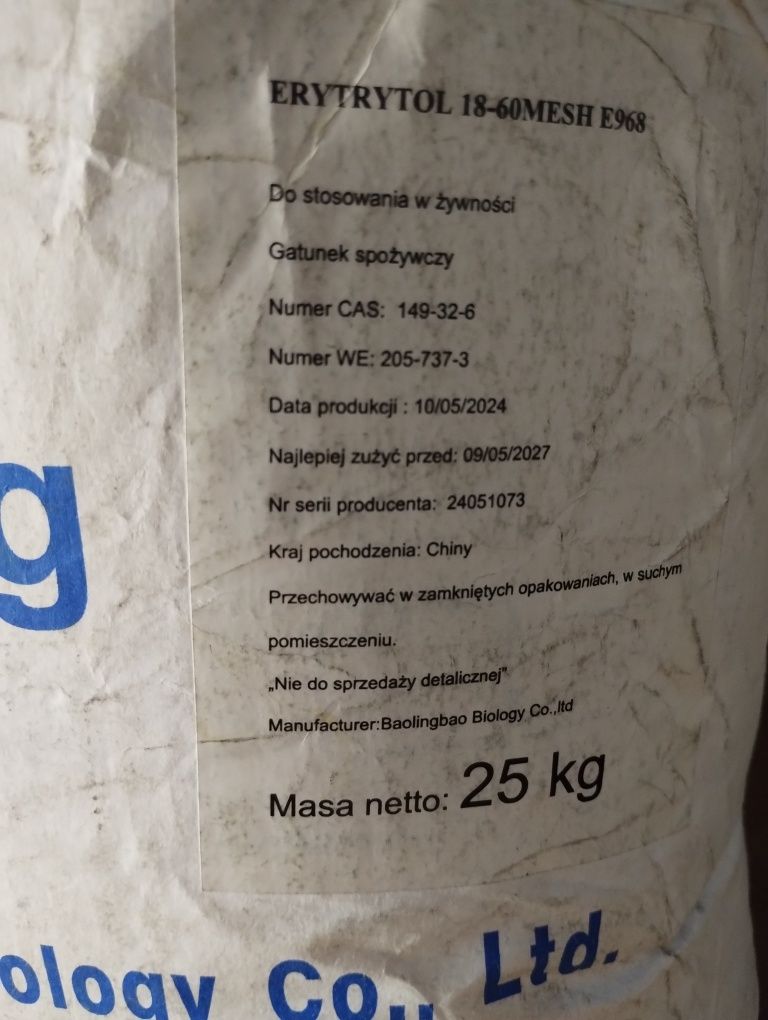 ERYTRYTOL 18-60MESH E968
Do stosowania w żywności
Gatunek spożywczy
Numer CAS: 149-32-6
Numer WE: 205-737-3
Data produkcji : 10/05/2024
Najlepiej zużyć przed: 09/05/2027
Nr serii producenta: 24051073
Kraj pochodzenia: Chiny
Przechowywać w zamkniętych opakowaniach, w suchym
pomieszczeniu.
„Nie do sprzedaży detalicznej"
Manufacturer:Baolingbao Biology Co.,ltd
Masa netto: 25 kg
g
ology Co., Ltd.